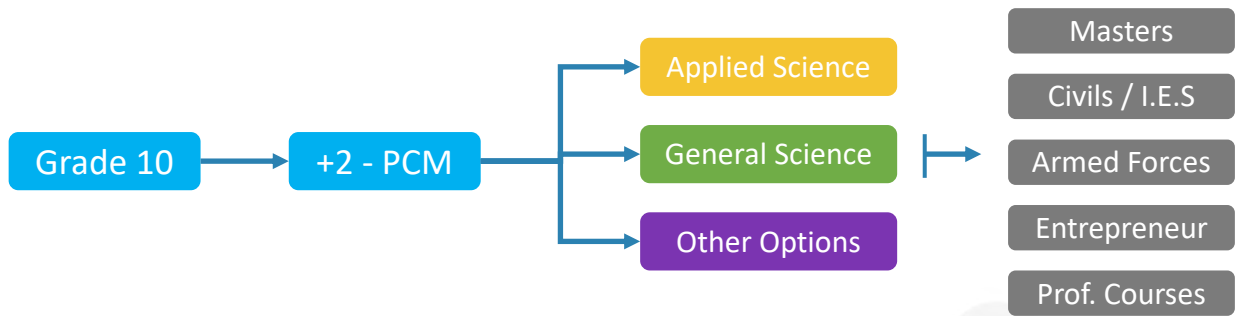 Grade 10
+2 - PCM
Applied Science
General Science
Other Options
Masters
Civils / I.E.S
Armed Forces
Entrepreneur
Prof. Courses